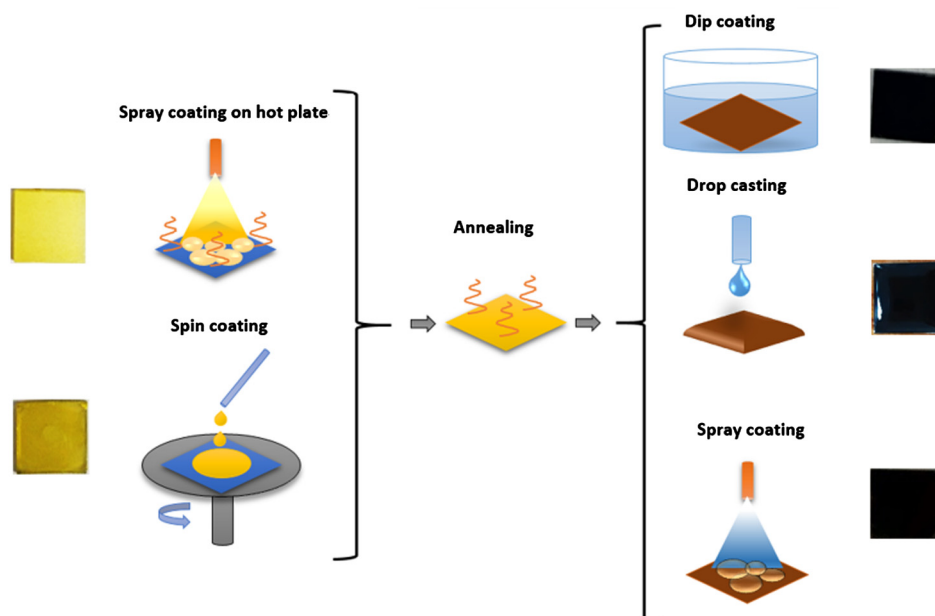 Spray coating on hot plate
Spin coating
Annealing
Dip coating
Drop casting
Spray coating